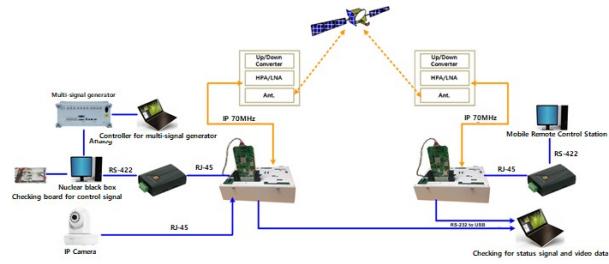 Up/Down
Converter
HPA/LNA
Ant.
Up/Down
Converter
HPA/LNA
Ant.
Multi-signal generator
IP 70MHz
IP 70MHz
Controller for multi-signal generator
Analog
Mobile Remote Control Station
RS-422
RJ-45
RJ-45
RS-422
Nuclear black box
Checking board for control signal
RJ-45
RS-232 to USB
IP Camera
Checking for status signal and video data